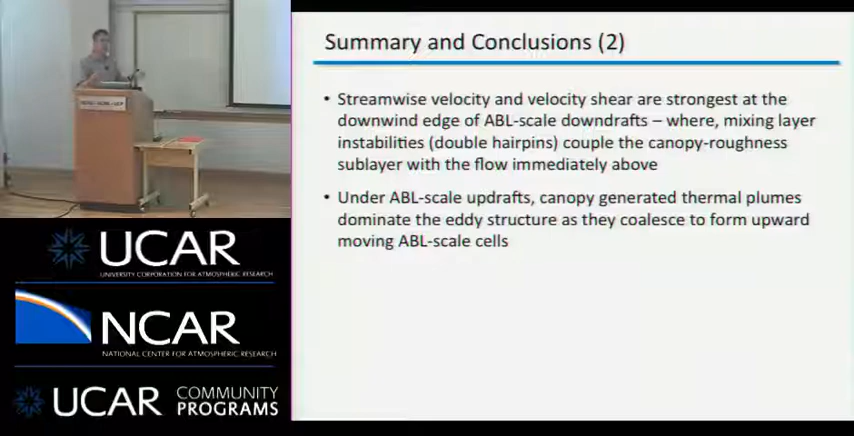 Summary and Conclusions (2)
• Streamwise velocity and velocity shear are strongest at the
downwind edge of ABL-scale downdrafts – where, mixing layer
instabilities (double hairpins) couple the canopy-roughness
sublayer with the flow immediately above
• Under ABL-scale updrafts, canopy generated thermal plumes
dominate the eddy structure as they coalesce to form upward
moving ABL-scale cells
UCAR
UNIVERSITY CORPORATION FOR ATMOSPHERIC RESEARCH
NCAR
NATIONAL CENTER FOR ATMOSPHERIC RESEARCH
UCAR COMMUNITY
PROGRAMS